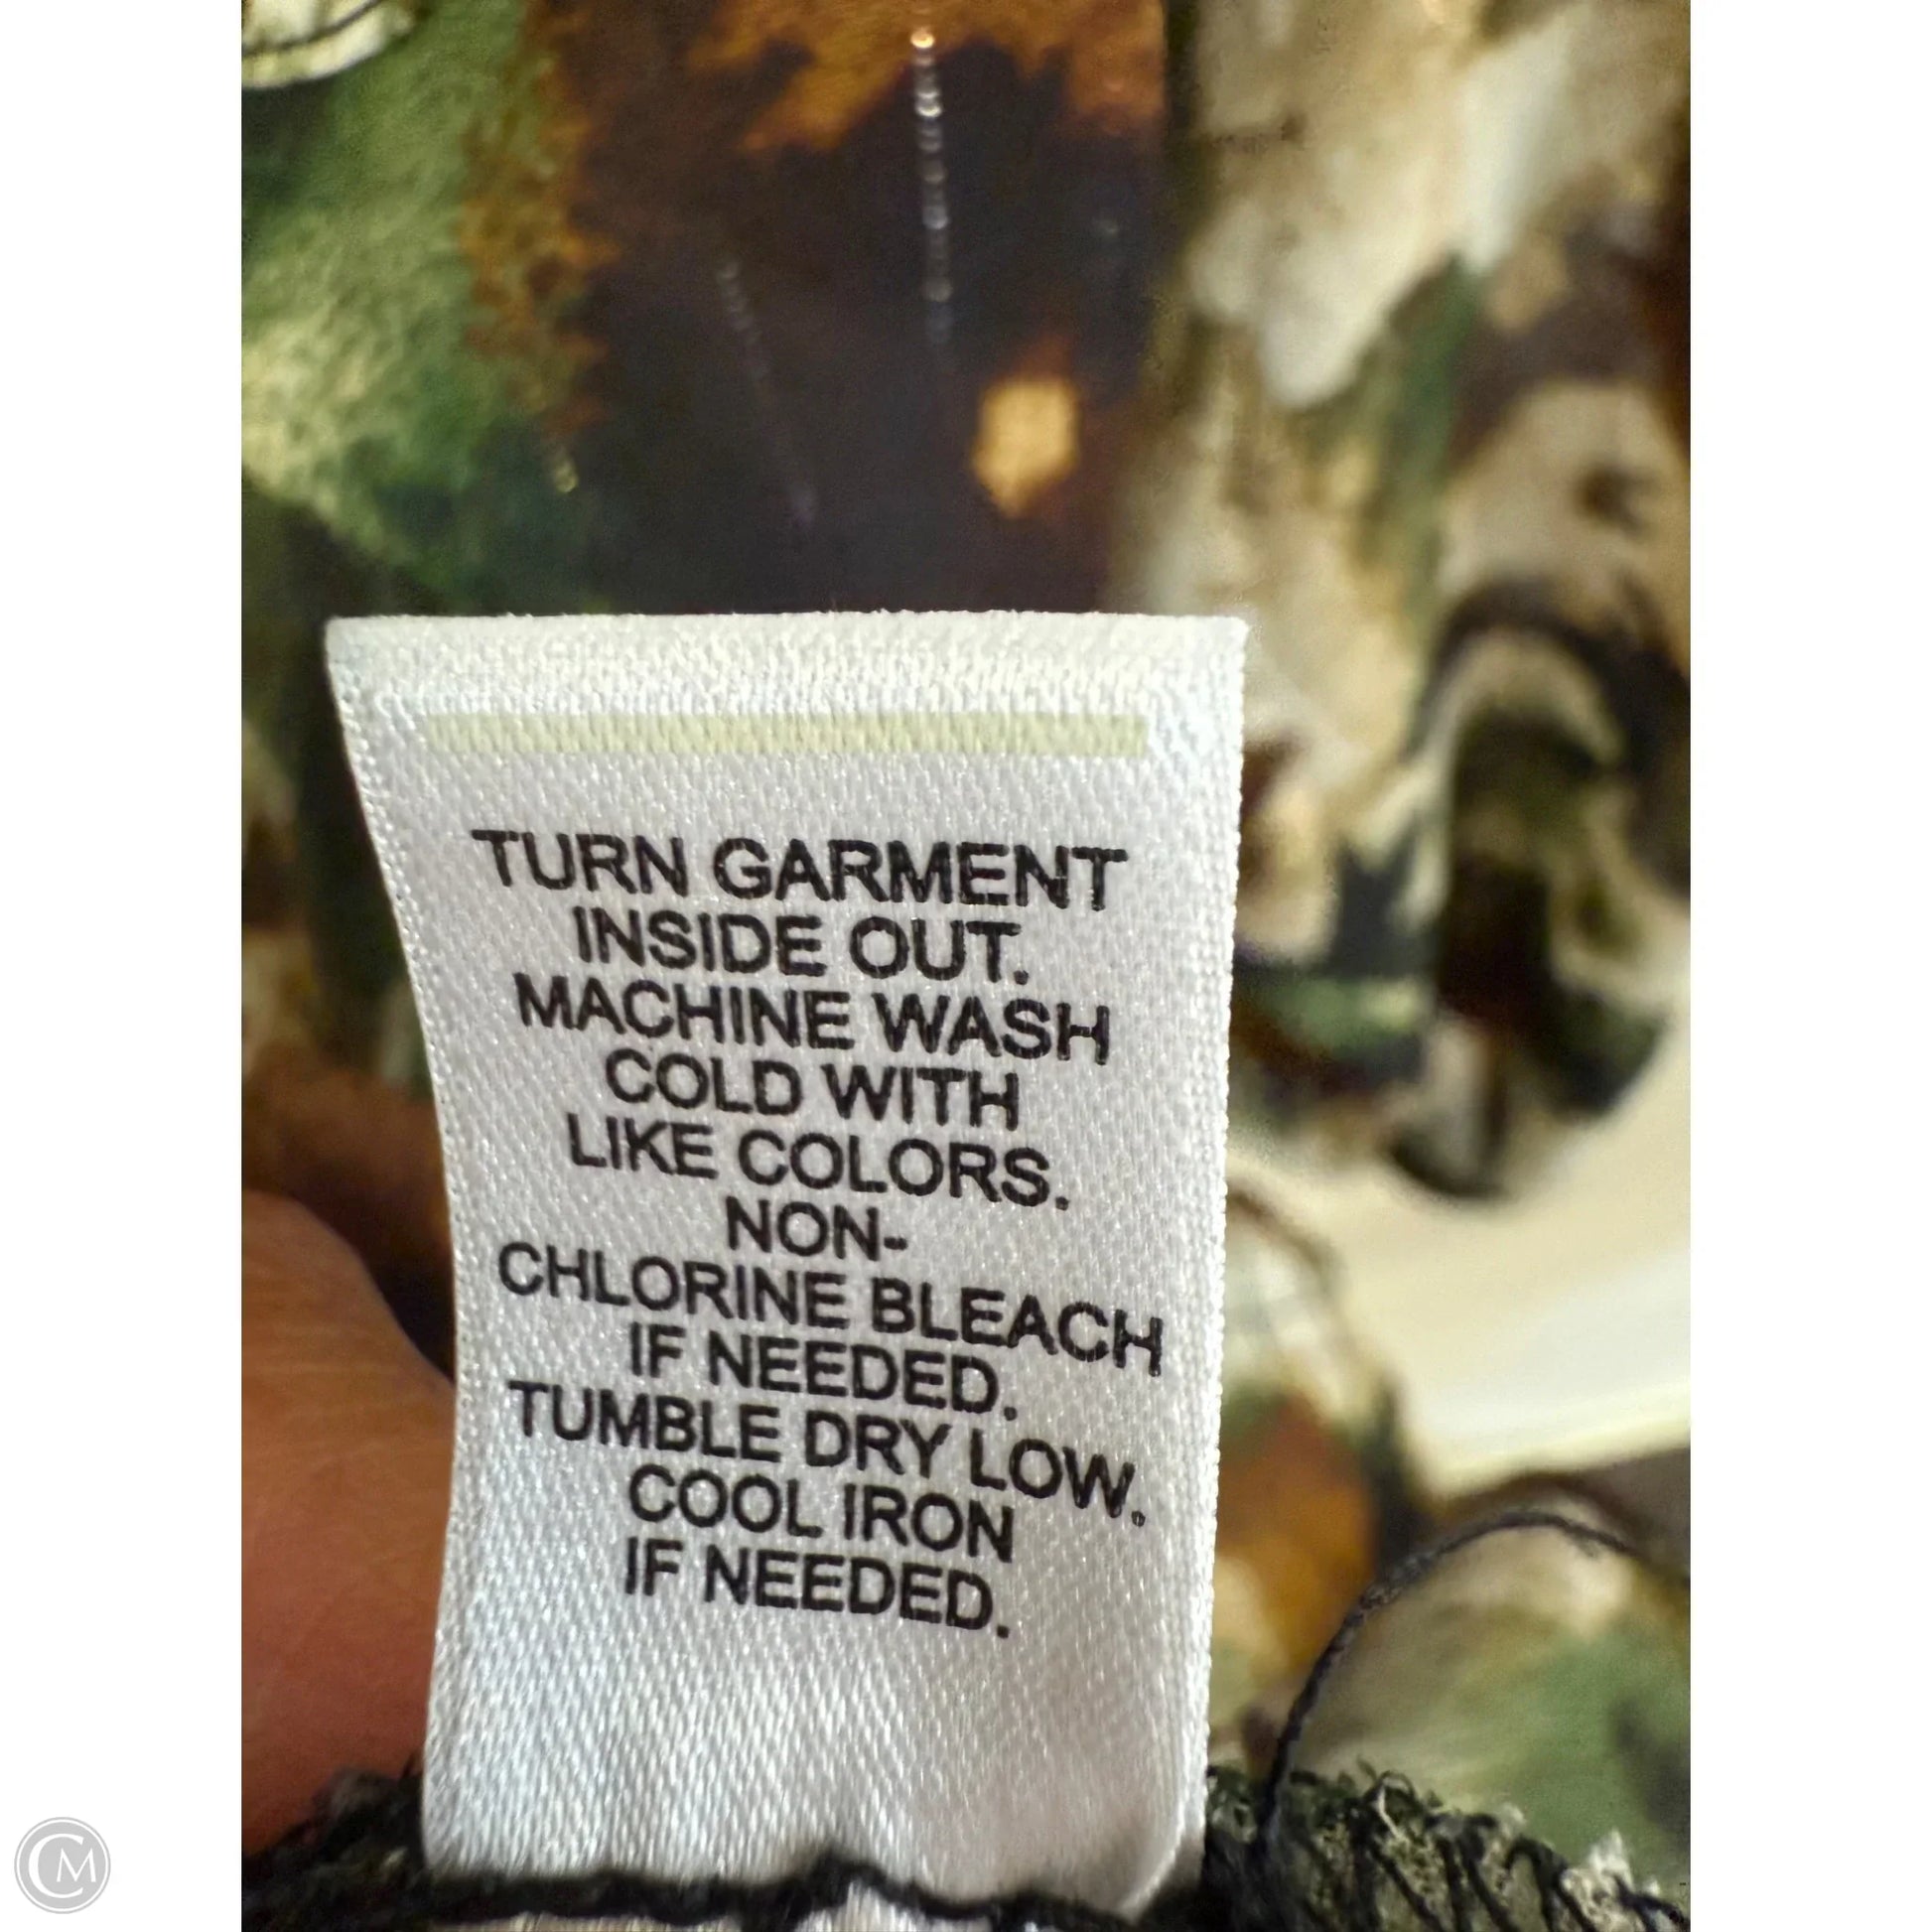 TURN GARMENT
INSIDE OUT.
MACHINE WASH
COLD WITH
LIKE COLORS.
NON-
CHLORINE BLEACH
IF NEEDED.
TUMBLE DRY LOW.
COOL IRON
IF NEEDED.
CM